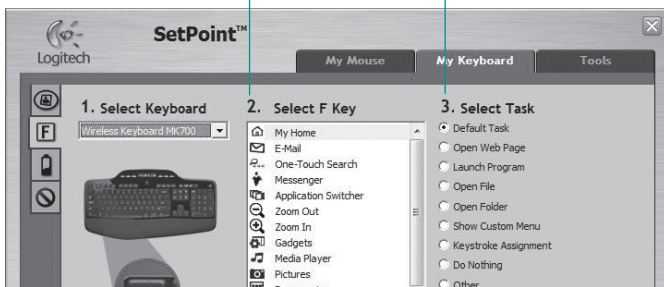 SetPoint™
Logitech
My Mouse
My Keyboard
Tools
1. Select Keyboard
Wireless Keyboard MK700
2. Select F Key
My Home
E-Mail
One-Touch Search
Messenger
Application Switcher
Zoom Out
Zoom In
Gadgets
Media Player
Pictures
3. Select Task
Default Task
Open Web Page
Launch Program
Open File
Open Folder
Show Custom Menu
Keystroke Assignment
Do Nothing
Other